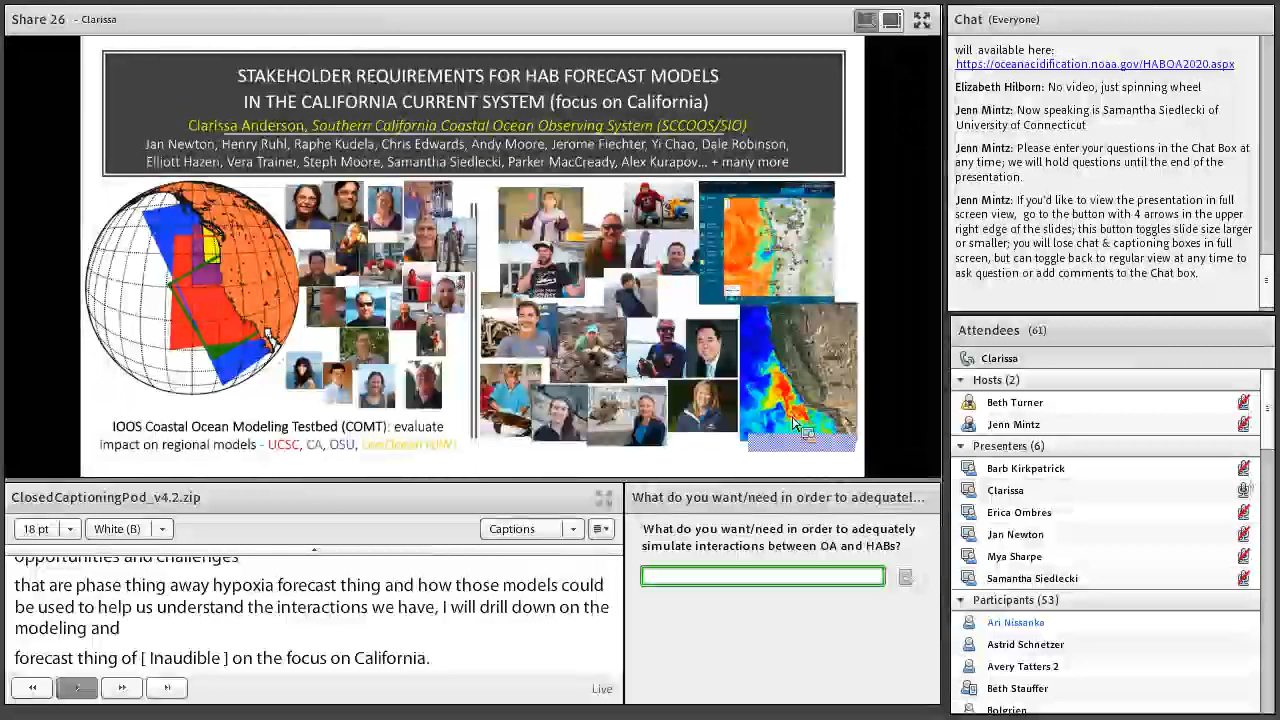 Share 26 - Clarissa
STAKEHOLDER REQUIREMENTS FOR HAB FORECAST MODELS
IN THE CALIFORNIA CURRENT SYSTEM (focus on California)
Clarissa Anderson, Southern California Coastal Ocean Observing System (SCCOOS/SIO)
Jan Newton, Henry Ruhl, Raphe Kudela, Chris Edwards, Andy Moore, Jerome Fiechter, Yi Chao, Dale Robinson,
Elliott Hazen, Vera Trainer, Steph Moore, Samantha Siedlecki, Parker MacCready, Alex Kurapov... + many more
IOOS Coastal Ocean Modeling Testbed (COMT): evaluate
impact on regional models - UCSC, CA, OSU,
ClosedCaptioningPod_v4.2.zip
18 pt
White (B)
Captions
opportunities and challenges
that are phase thing away hypoxia forecast thing and how those models could
be used to help us understand the interactions we have, I will drill down on the
modeling and
forecast thing of [ Inaudible ] on the focus on California.
Live
What do you want/need in order to adequatel...
What do you want/need in order to adequately
simulate interactions between OA and HABs?
Chat (Everyone)
will available here:
https://oceanacidification.noaa.gov/HABOA2020.aspx
Elizabeth Hilborn: No video, just spinning wheel
Jenn Mintz: Now speaking is Samantha Siedlecki of
University of Connecticut
Jenn Mintz: Please enter your questions in the Chat Box at
any time; we will hold questions until the end of the
presentation.
Jenn Mintz: If you'd like to view the presentation in full
screen view, go to the button with 4 arrows in the upper
right edge of the slides; this button toggles slide size larger
or smaller; you will lose chat & captioning boxes in full
screen, but can toggle back to regular view at any time to
ask question or add comments to the Chat box.
Attendees (61)
Clarissa
Hosts (2)
Beth Turner
Jenn Mintz
Presenters (6)
Barb Kirkpatrick
Clarissa
Erica Ombres
Jan Newton
Mya Sharpe
Samantha Siedlecki
Participants (53)
Ari Nissanka
Astrid Schnetzer
Avery Tatters 2
Beth Stauffer
Bolgrien